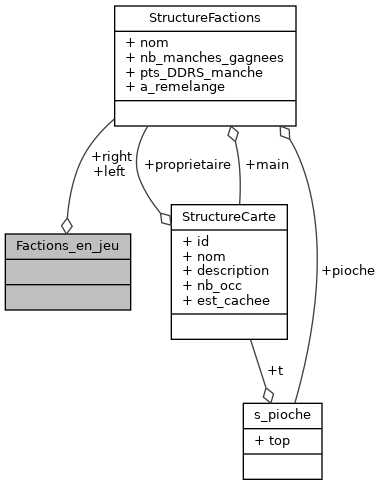 StructureFactions
+ nom
+ nb_manches_gagnees
+ pts_DDRS_manche
+ a_remelange
+right
+left
+proprietaire
+main
StructureCarte
+ id
+ nom
+ description
+ nb_occ
+ est_cachee
Factions_en_jeu
+pioche
+t
s_pioche
+ top